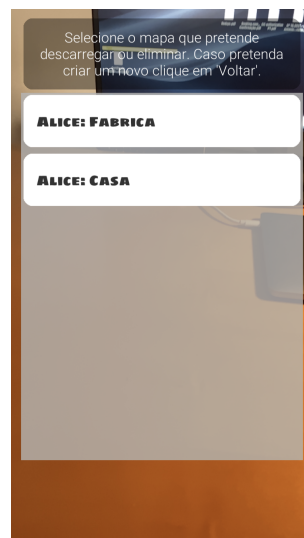 Selecione o mapa que pretende
descarregar ou eliminar. Caso pretenda
criar um novo clique em 'Voltar'.
Alice: Fabrica
Alice: Casa